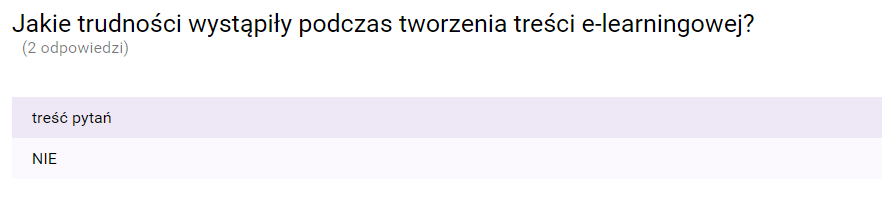 Jakie trudności wystąpiły podczas tworzenia treści e-learningowej?
(2 odpowiedzi)
treść pytań
NIE